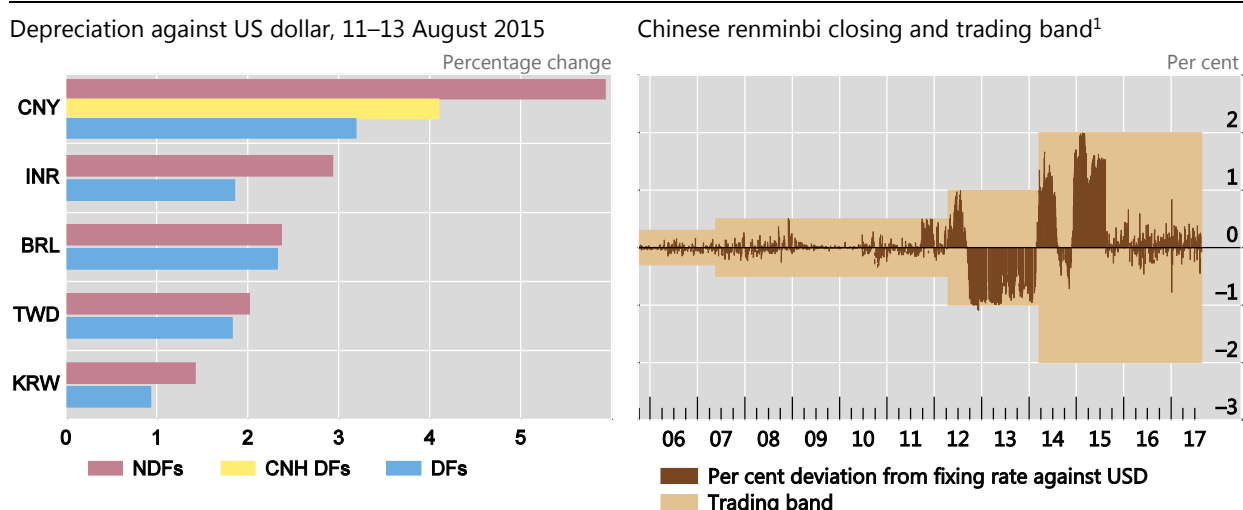 Depreciation against US dollar, 11–13 August 2015
Percentage change
CNY
INR
BRL
TWD
KRW
0 1 2 3 4 5
NDFs CNH DFs DFs
Chinese renminbi closing and trading band¹
Per cent
2
1
0
–1
–2
–3
06 07 08 09 10 11 12 13 14 15 16 17
Per cent deviation from fixing rate against USD
Trading band